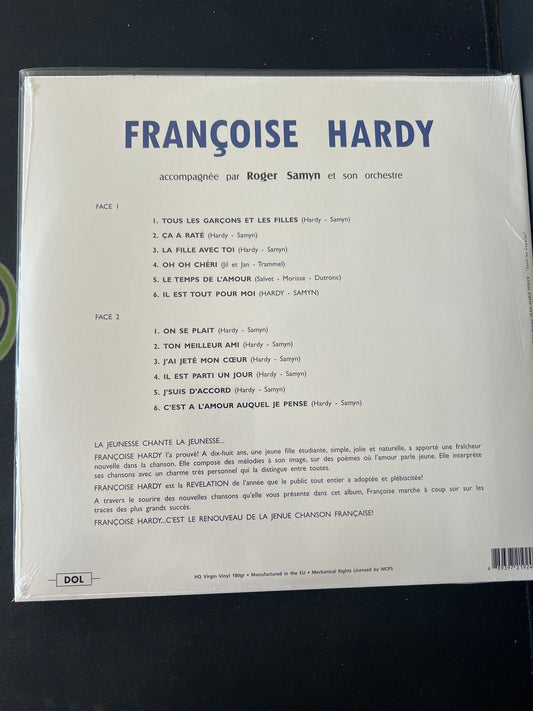 FRANÇOISE HARDY
accompagnée par Roger Samyn et son orchestre
FACE 1
1. TOUS LES GARÇONS ET LES FILLES (Hardy - Samyn)
2. ÇA A RATÉ (Hardy - Samyn)
3. LA FILLE AVEC TOI (Hardy - Samyn)
4. OH OH CHÉRI (Jil et Jan - Trammel)
5. LE TEMPS DE L'AMOUR (Salvet - Morisse - Dutronc)
6. IL EST TOUT POUR MOI (HARDY - SAMYN)
FACE 2
1. ON SE PLAIT (Hardy - Samyn)
2. TON MEILLEUR AMI (Hardy - Samyn)
3. J'AI JETÉ MON CŒUR (Hardy - Samyn)
4. IL EST PARTI UN JOUR (Hardy - Samyn)
5. J'SUIS D'ACCORD (Hardy - Samyn)
6. C'EST A L'AMOUR AUQUEL JE PENSE (Hardy - Samyn)
LA JEUNESSE CHANTE LA JEUNESSE...
FRANÇOISE HARDY l'a prouvé! A dix-huit ans, une jeune fille étudiante, simple, jolie et naturelle, a apporté une fraîcheur
nouvelle dans la chanson. Elle compose des mélodies à son image, sur des poèmes où l'amour parle jeune. Elle interprète
ses chansons avec un charme très personnel qui la distingue entre toutes.
FRANÇOISE HARDY est la REVELATION de l'année que le public tout entier a adoptée et plébiscitée!
A travers le sourire des nouvelles chansons qu'elle vous présente dans cet album, Françoise marche à coup sor sur les
traces des plus grands succès.
FRANÇOISE HARDY...C'EST LE RENOUVEAU DE LA JENUE CHANSON FRANÇAISE!
DOL
HQ Virgin Vinyl 180gr • Manufactured in the EU • Mechanical Rights Licensed by MCPS